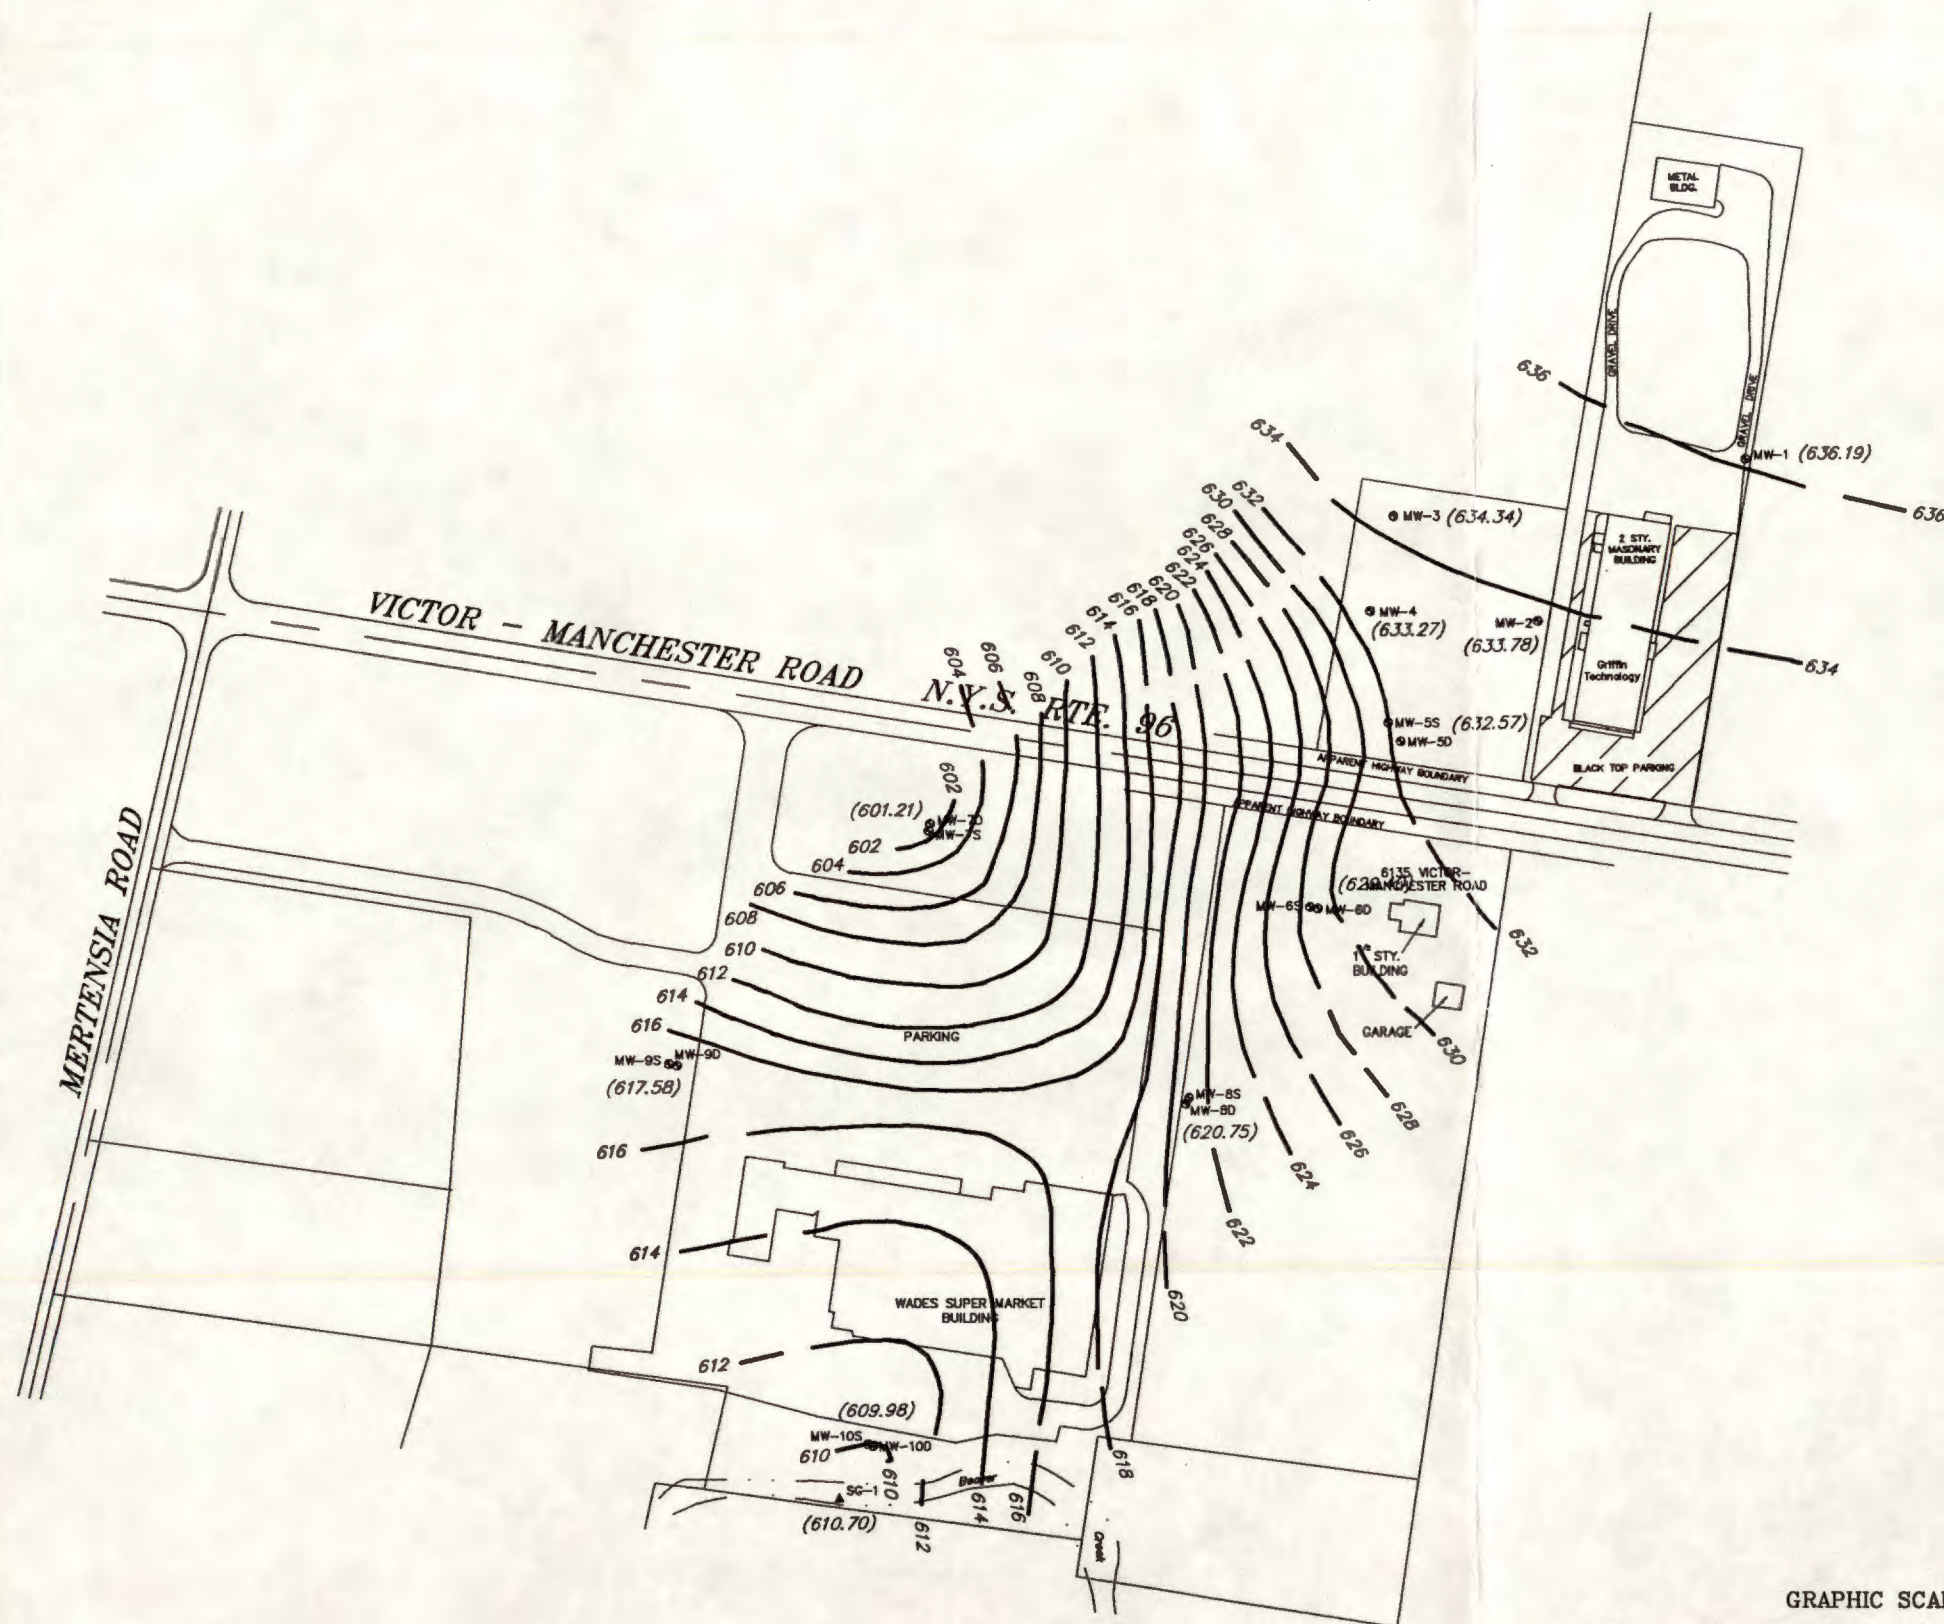 METAL
BLDG.
GRAVEL DRIVE
GRAVEL DRIVE
636
MW-1 (636.19)
636
634
MW-3 (634.34)
2 STY.
MASONARY
BUILDING
632
630
628
626
624
622
620
618
616
614
612
610
608
606
604
MW-4
(633.27)
MW-2
(633.78)
Griffin
Technology
634
MW-5S (632.57)
MW-5D
BLACK TOP PARKING
APPARENT HIGHWAY BOUNDARY
APPARENT HIGHWAY BOUNDARY
VICTOR - MANCHESTER ROAD
N.Y.S. RTE. 96
MERTENSIA ROAD
602
(601.21)
MW-7D
MW-7S
602
604
606
608
610
612
614
616
6135 VICTOR-
MANCHESTER ROAD
MW-6S
MW-6D
632
STY.
BUILDING
GARAGE
630
PARKING
MW-9S
MW-9D
(617.58)
MW-8S
MW-8D
(620.75)
628
626
624
622
620
616
614
WADES SUPER MARKET
BUILDING
612
(609.98)
MW-10S
MW-10D
610
610
SG-1
(610.70)
612
Beaver
614
616
618
Creek
GRAPHIC SCAL